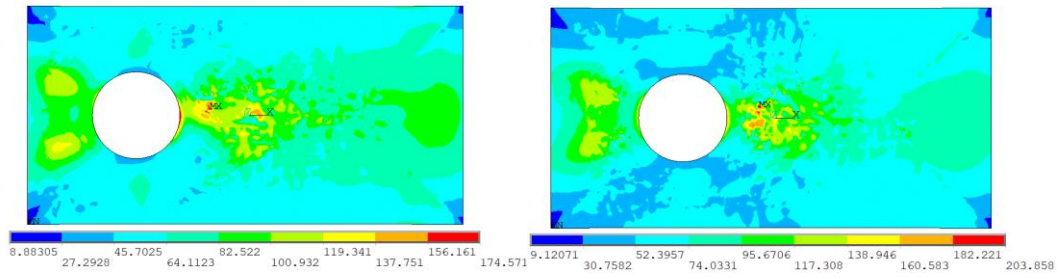 MX
X
8.88305 45.7025 82.522 119.341 156.161
27.2928 64.1123 100.932 137.751 174.571
MX
X
9.12071 52.3957 95.6706 138.946 182.221
30.7582 74.0331 117.308 160.583 203.858